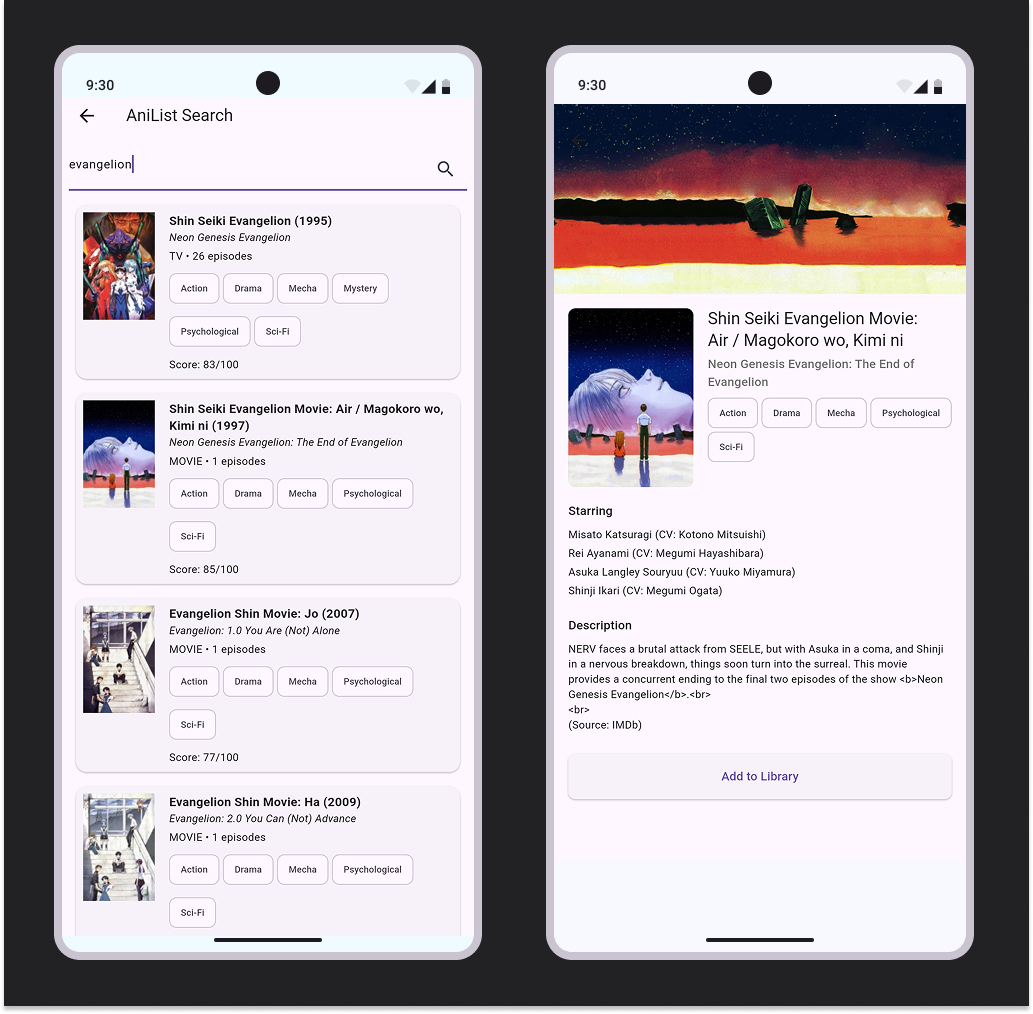 9:30
AniList Search
evangelion
Shin Seiki Evangelion (1995)
Neon Genesis Evangelion
TV • 26 episodes
Action Drama Mecha Mystery
Psychological Sci-Fi
Score: 83/100
Shin Seiki Evangelion Movie: Air / Magokoro wo,
Kimi ni (1997)
Neon Genesis Evangelion: The End of Evangelion
MOVIE • 1 episodes
Action Drama Mecha Psychological
Sci-Fi
Score: 85/100
Evangelion Shin Movie: Jo (2007)
Evangelion: 1.0 You Are (Not) Alone
MOVIE • 1 episodes
Action Drama Mecha Psychological
Sci-Fi
Score: 77/100
Evangelion Shin Movie: Ha (2009)
Evangelion: 2.0 You Can (Not) Advance
MOVIE • 1 episodes
Action Drama Mecha Psychological
Sci-Fi
9:30
Shin Seiki Evangelion Movie:
Air / Magokoro wo, Kimi ni
Neon Genesis Evangelion: The End of
Evangelion
Action Drama Mecha Psychological
Sci-Fi
Starring
Misato Katsuragi (CV: Kotono Mitsuishi)
Rei Ayanami (CV: Megumi Hayashibara)
Asuka Langley Souryuu (CV: Yuuko Miyamura)
Shinji Ikari (CV: Megumi Ogata)
Description
NERV faces a brutal attack from SEELE, but with Asuka in a coma, and Shinji
in a nervous breakdown, things soon turn into the surreal. This movie
provides a concurrent ending to the final two episodes of the show <b>Neon
Genesis Evangelion</b>.<br>
<br>
(Source: IMDb)
Add to Library